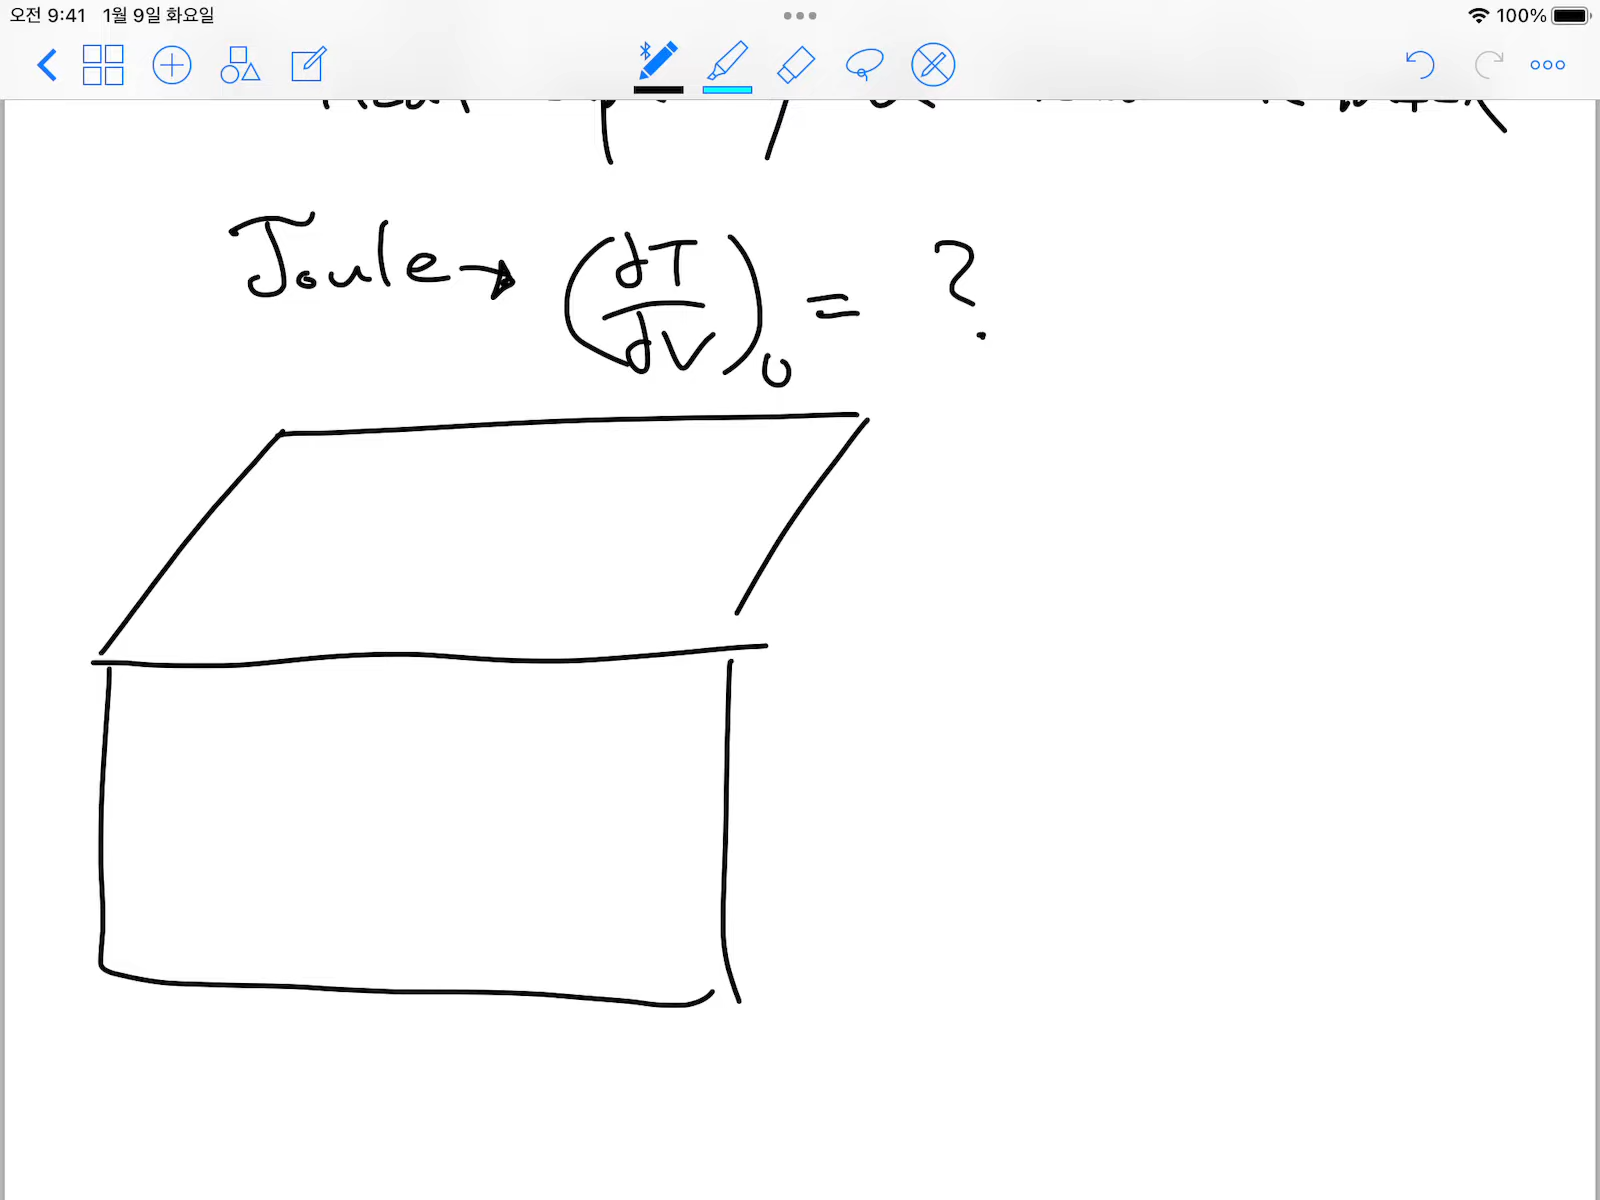 오전 9:41 1월 9일 화요일 100%
Joule → (dT/dV)U = ?